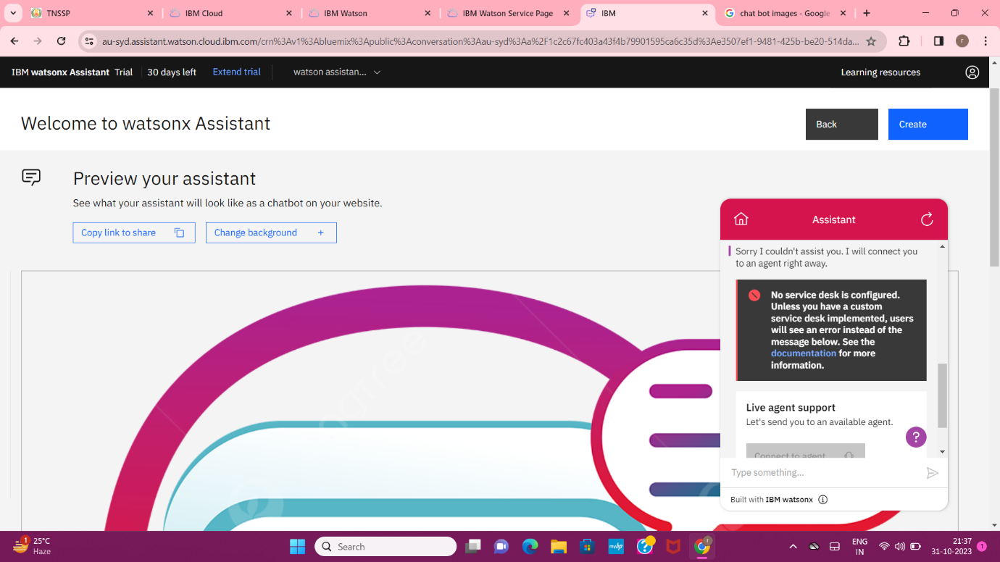 TNSSP
IBM Cloud
IBM Watson
IBM Watson Service Page
IBM
chat bot images - Google
au-syd.assistant.watson.cloud.ibm.com/crn%3Av1%3Abluemix%3Apublic%3Aconversation%3Aau-syd%3Aa%2F1c2c67fc403a43f4b79901595ca6c35d%3Ae3507ef1-9481-425b-be20-514da...
r
IBM watsonx Assistant Trial
30 days left
Extend trial
watson assistan...
Learning resources
Welcome to watsonx Assistant
Back
Create
Preview your assistant
See what your assistant will look like as a chatbot on your website.
Copy link to share
Change background +
Assistant
Sorry I couldn't assist you. I will connect you
to an agent right away.
No service desk is configured.
Unless you have a custom
service desk implemented, users
will see an error instead of the
message below. See the
documentation for more
information.
Live agent support
Let's send you to an available agent.
?
Connect to agent
Type something...
Built with IBM watsonx
1
25°C
Haze
Search
myhp
r
ENG
IN
21:37
31-10-2023
1